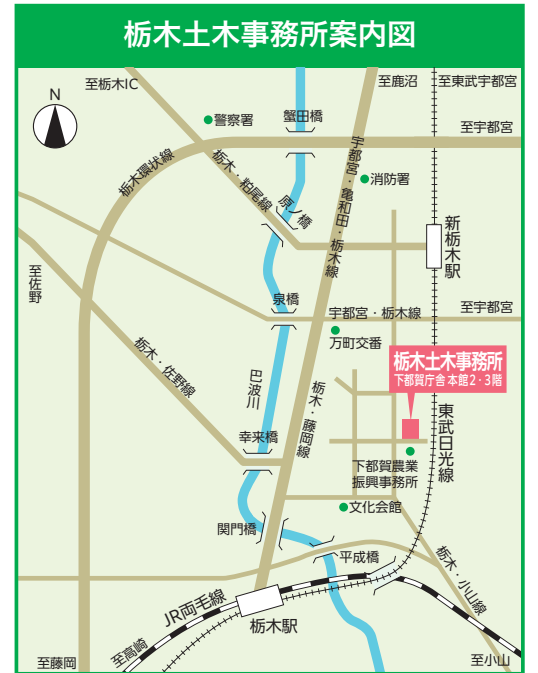 栃木土木事務所案内図
N
至栃木IC
至鹿沼
至東武宇都宮
警察署
蟹田橋
至宇都宮
栃木環状線
栃木・粕尾線
原ノ橋
宇都宮・亀和田・栃木線
消防署
新栃木駅
至佐野
泉橋
宇都宮・栃木線
至宇都宮
万町交番
栃木・佐野線
巴波川
栃木・藤岡線
栃木土木事務所
下都賀庁舎 本館2・3階
東武日光線
幸来橋
下都賀農業
振興事務所
文化会館
関門橋
平成橋
栃木・小山線
JR両毛線
栃木駅
至高崎
至藤岡
至小山